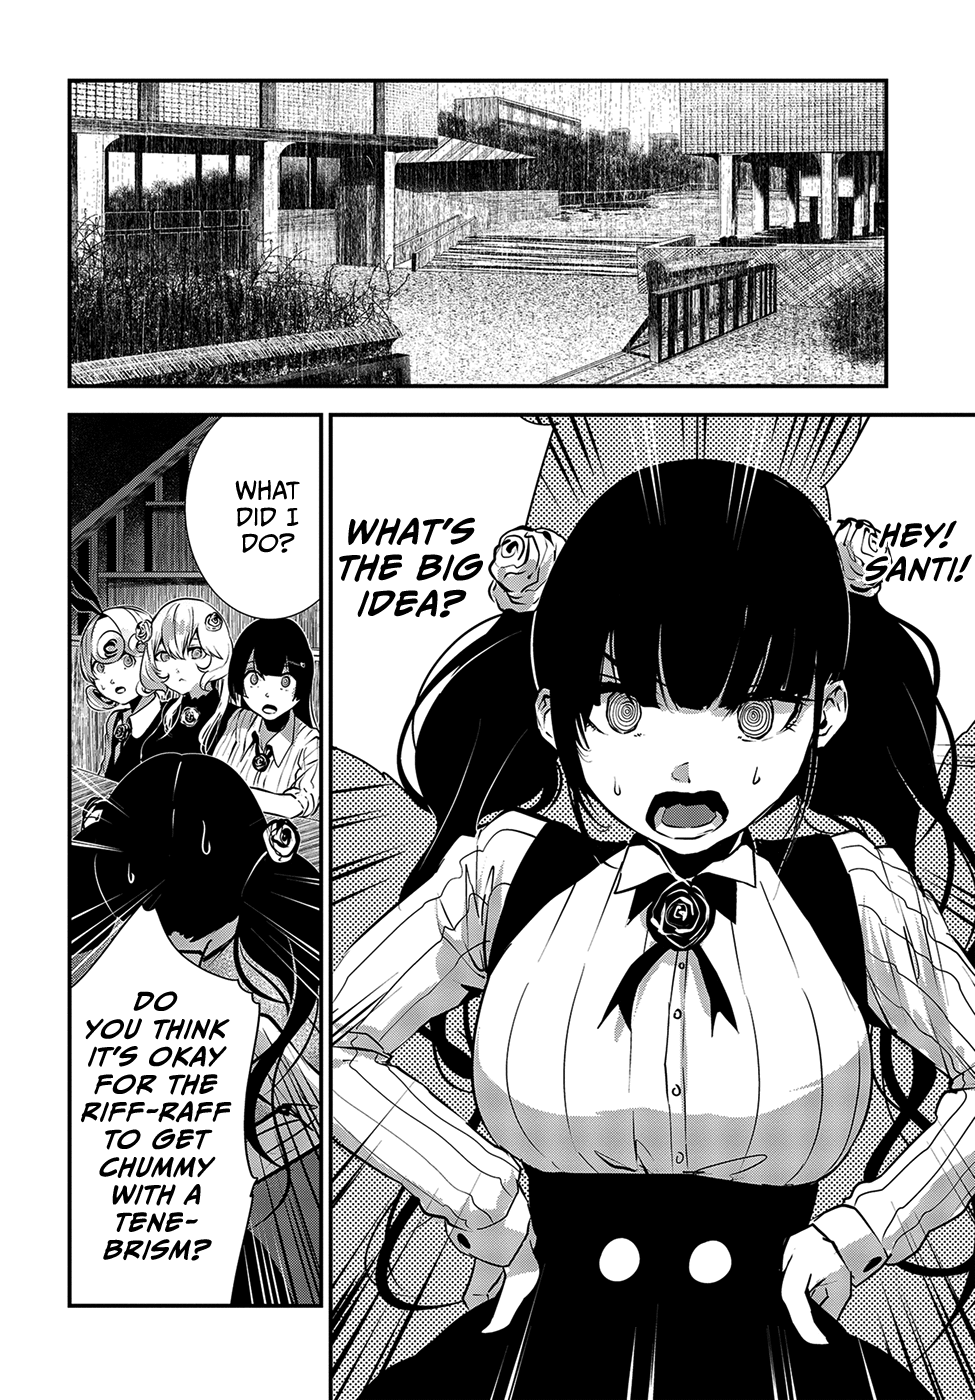 HEY!
SANTI!
WHAT'S
THE BIG
IDEA?
WHAT
DID I
DO?
DO
YOU THINK
IT'S OKAY
FOR THE
RIFF-RAFF
TO GET
CHUMMY
WITH A
TENE-
BRISM?